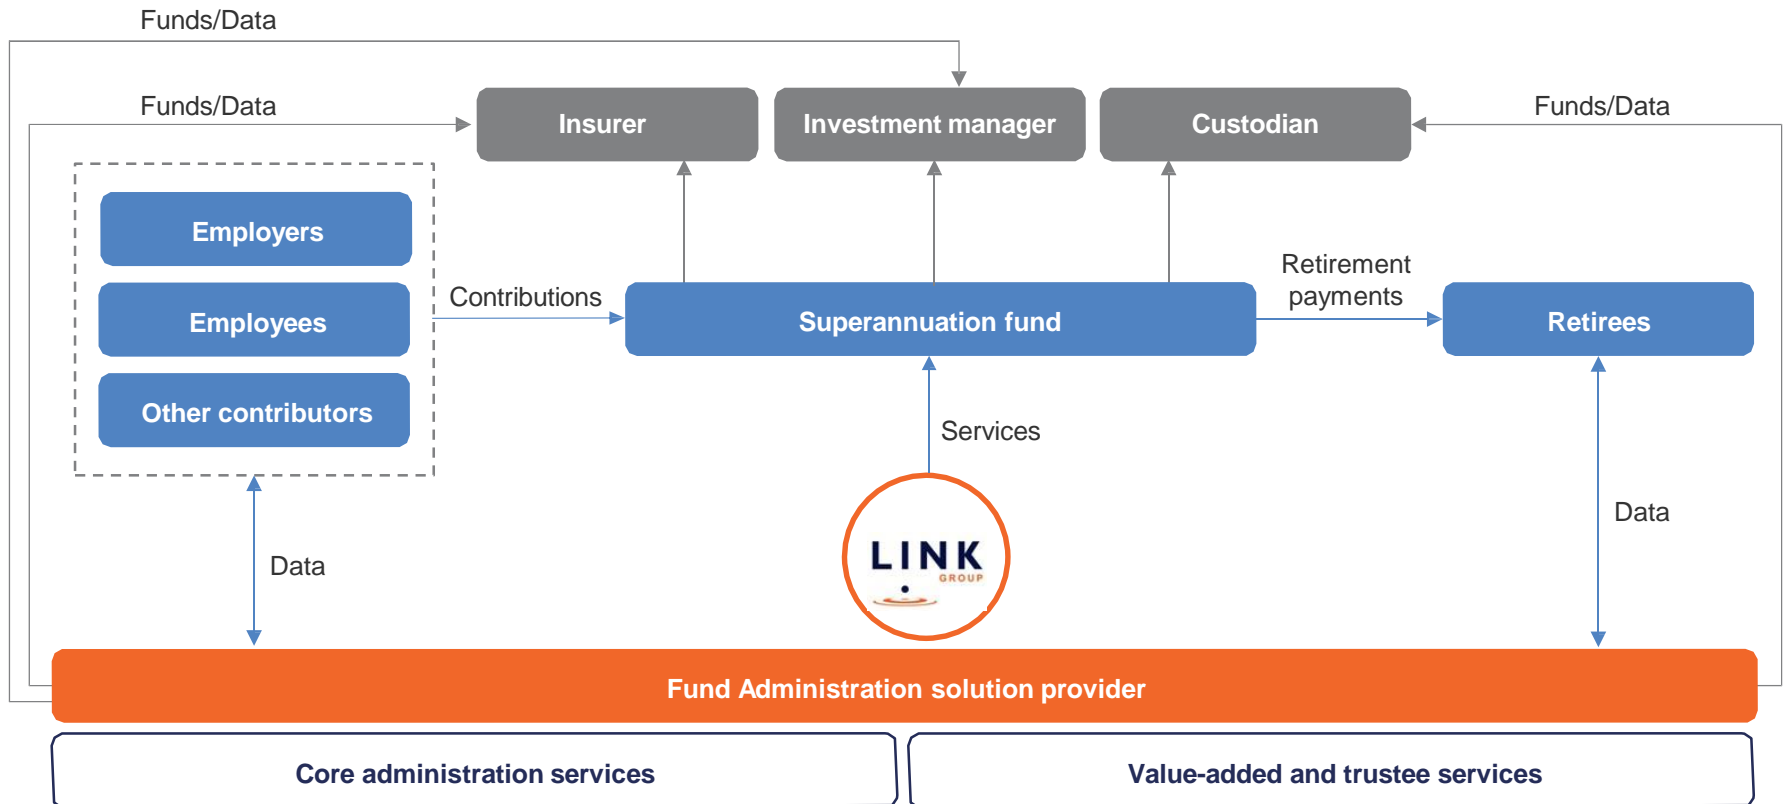 Funds/Data
Funds/Data
Funds/Data
Insurer
Investment manager
Custodian
Employers
Employees
Other contributors
Contributions
Superannuation fund
Retirement
payments
Retirees
Services
LINK
GROUP
Data
Data
Fund Administration solution provider
Core administration services
Value-added and trustee services